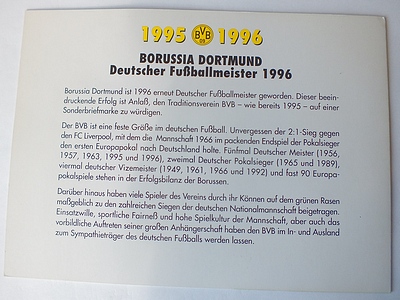 1995 BVB 09 1996
BORUSSIA DORTMUND
Deutscher Fußballmeister 1996
Borussia Dortmund ist 1996 erneut Deutscher Fußballmeister geworden. Dieser beein-
druckende Erfolg ist Anlaß, den Traditionsverein BVB – wie bereits 1995 – auf einer
Sonderbriefmarke zu würdigen.
Der BVB ist eine feste Größe im deutschen Fußball. Unvergessen der 2:1-Sieg gegen
den FC Liverpool, mit dem die Mannschaft 1966 im packenden Endspiel der Pokalsieger
den ersten Europapokal nach Deutschland holte. Fünfmal Deutscher Meister (1956,
1957, 1963, 1995 und 1996), zweimal Deutscher Pokalsieger (1965 und 1989),
viermal deutscher Vizemeister (1949, 1961, 1966 und 1992) und fast 90 Europa-
pokalspiele stehen in der Erfolgsbilanz der Borussen.
Darüber hinaus haben viele Spieler des Vereins durch ihr Können auf dem grünen Rasen
maßgeblich zu den zahlreichen Siegen der deutschen Nationalmannschaft beigetragen.
Einsatzwille, sportliche Fairneß und hohe Spielkultur der Mannschaft, aber auch das
vorbildliche Auftreten seiner großen Anhängerschaft haben den BVB im In- und Ausland
zum Sympathieträger des deutschen Fußballs werden lassen.